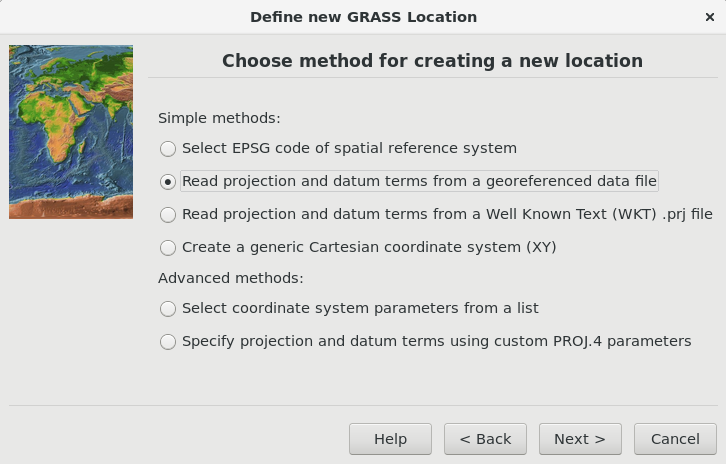 Define new GRASS Location
Choose method for creating a new location
Simple methods:
Select EPSG code of spatial reference system
Read projection and datum terms from a georeferenced data file
Read projection and datum terms from a Well Known Text (WKT) .prj file
Create a generic Cartesian coordinate system (XY)
Advanced methods:
Select coordinate system parameters from a list
Specify projection and datum terms using custom PROJ.4 parameters
Help
< Back
Next >
Cancel